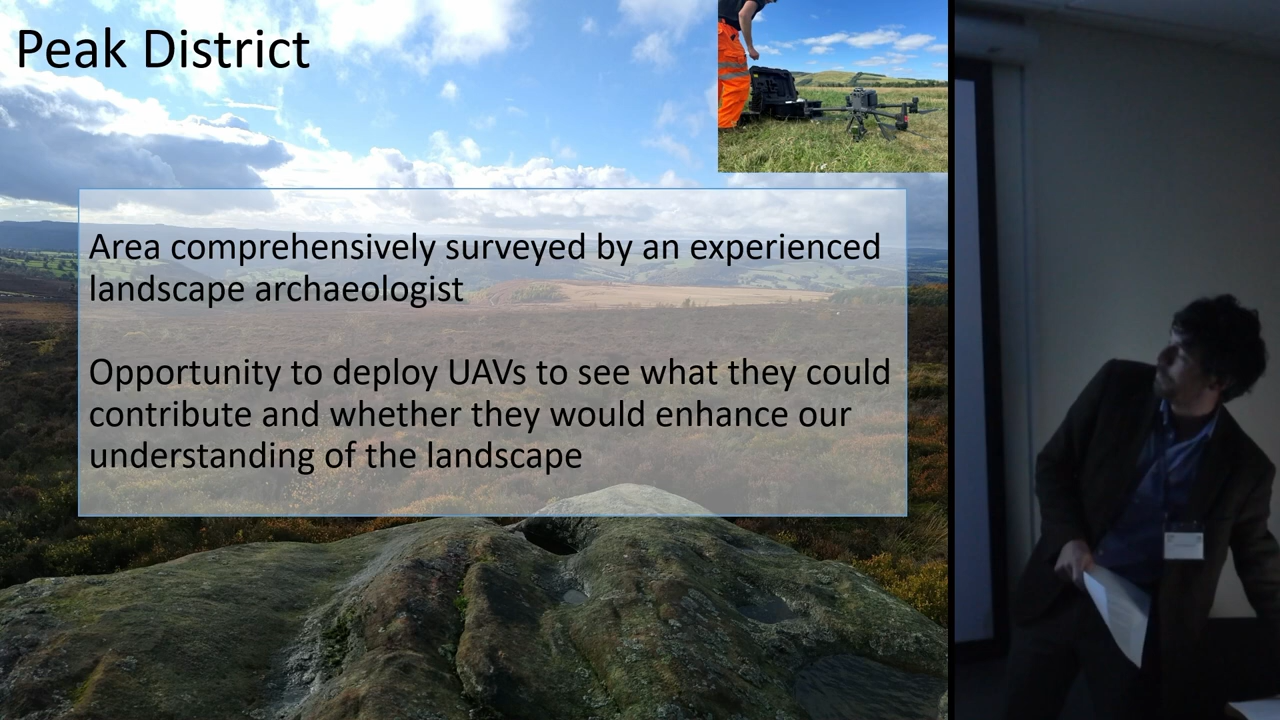 Peak District
Area comprehensively surveyed by an experienced
landscape archaeologist
Opportunity to deploy UAVs to see what they could
contribute and whether they would enhance our
understanding of the landscape